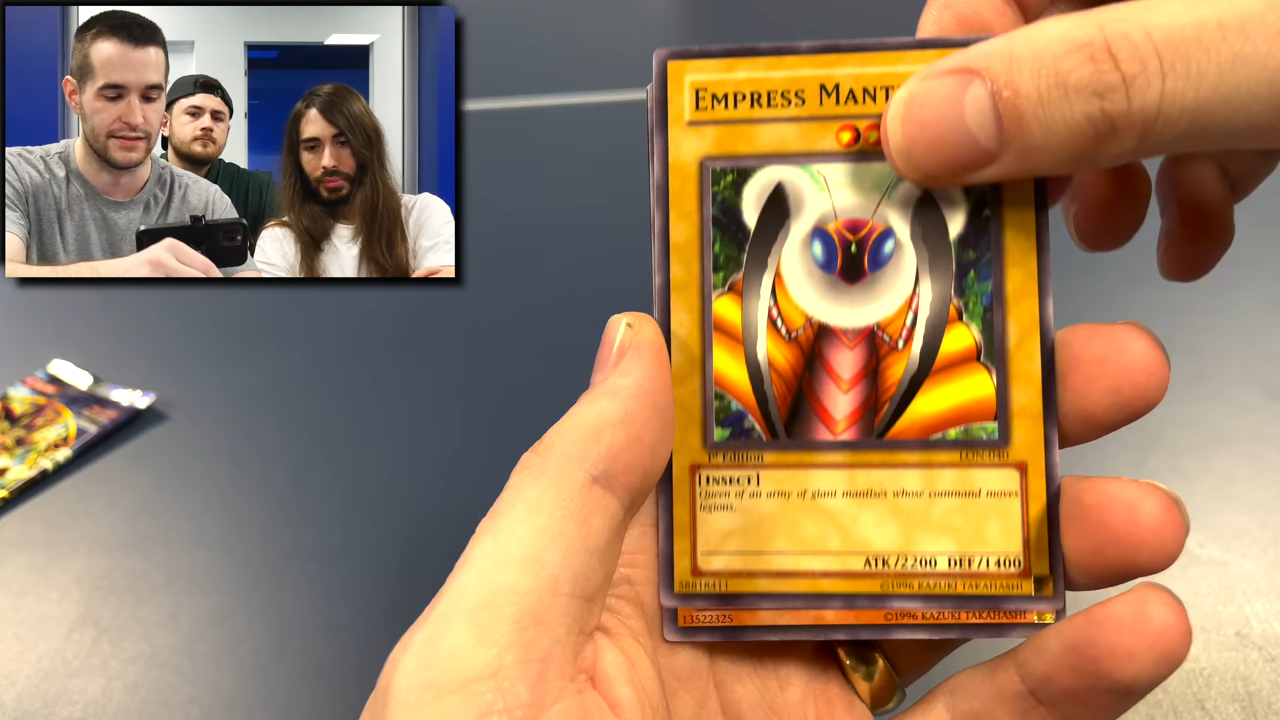 EMPRESS MANT
1st Edition
LON-040
[INSECT]
Queen of an army of giant mantises whose command moves
legions.
ATK/2200 DEF/1400
58818411
©1996 KAZUKI TAKAHASHI
13522325
©1996 KAZUKI TAKAHASHI